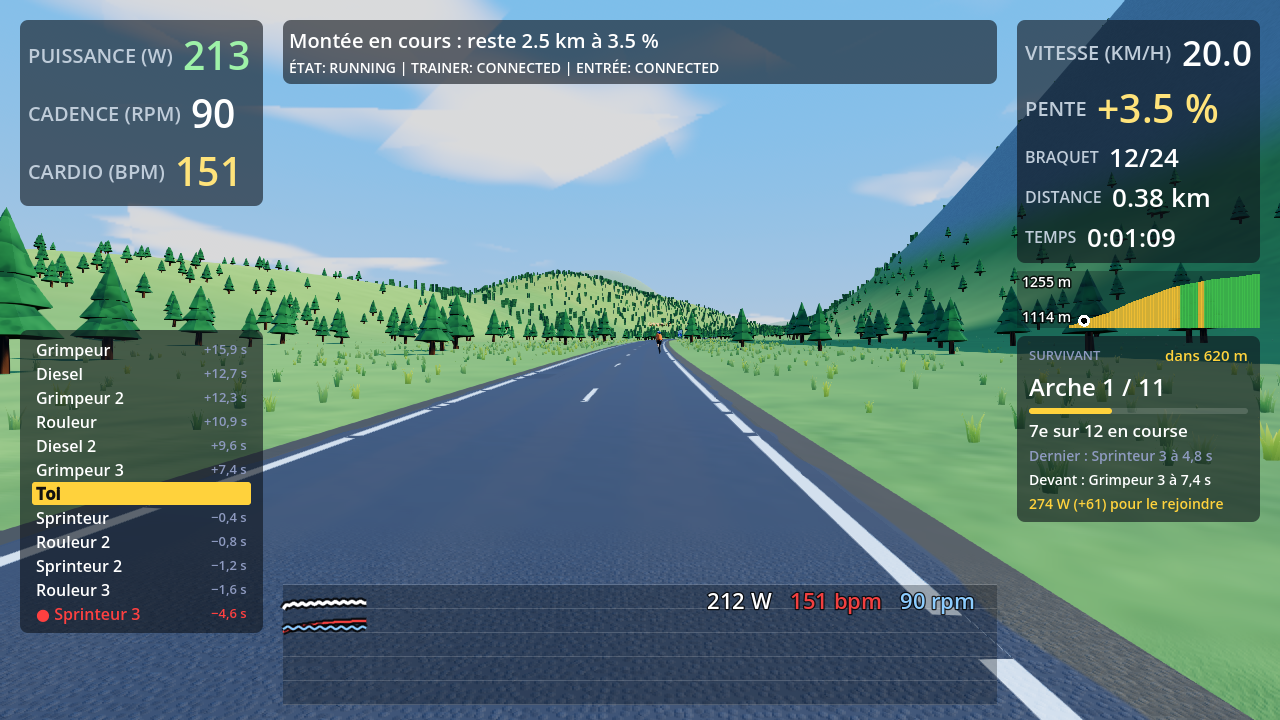 PUISSANCE (W) 213
CADENCE (RPM) 90
CARDIO (BPM) 151
Montée en cours : reste 2.5 km à 3.5 %
ÉTAT: RUNNING | TRAINER: CONNECTED | ENTRÉE: CONNECTED
VITESSE (KM/H) 20.0
PENTE +3.5 %
BRAQUET 12/24
DISTANCE 0.38 km
TEMPS 0:01:09
1255 m
1114 m
SURVIVANT dans 620 m
Arche 1 / 11
7e sur 12 en course
Dernier : Sprinteur 3 à 4,8 s
Devant : Grimpeur 3 à 7,4 s
274 W (+61) pour le rejoindre
Grimpeur +15,9 s
Diesel +12,7 s
Grimpeur 2 +12,3 s
Rouleur +10,9 s
Diesel 2 +9,6 s
Grimpeur 3 +7,4 s
Toi
Sprinteur −0,4 s
Rouleur 2 −0,8 s
Sprinteur 2 −1,2 s
Rouleur 3 −1,6 s
Sprinteur 3 −4,6 s
212 W 151 bpm 90 rpm